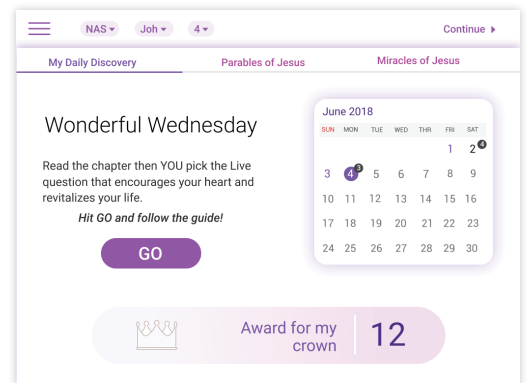 NAS Joh 4 Continue
My Daily Discovery Parables of Jesus Miracles of Jesus
Wonderful Wednesday
Read the chapter then YOU pick the Live
question that encourages your heart and
revitalizes your life.
Hit GO and follow the guide!
GO
June 2018
SUN MON TUE WED THR FRI SAT
1 2 4
3 4 3 5 6 7 8 9
10 11 12 13 14 15 16
17 18 19 20 21 22 23
24 25 26 27 28 29 30
Award for my
crown
12